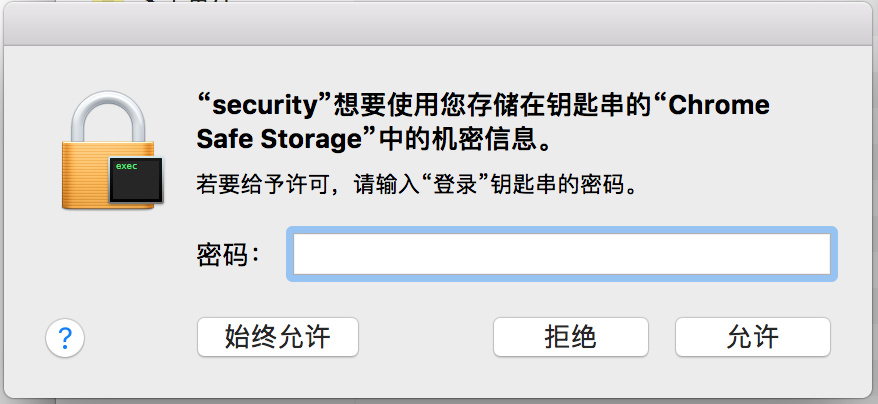 “security”想要使用您存储在钥匙串的“Chrome
Safe Storage”中的机密信息。
exec
若要给予许可，请输入“登录”钥匙串的密码。
密码：
?
始终允许
拒绝
允许